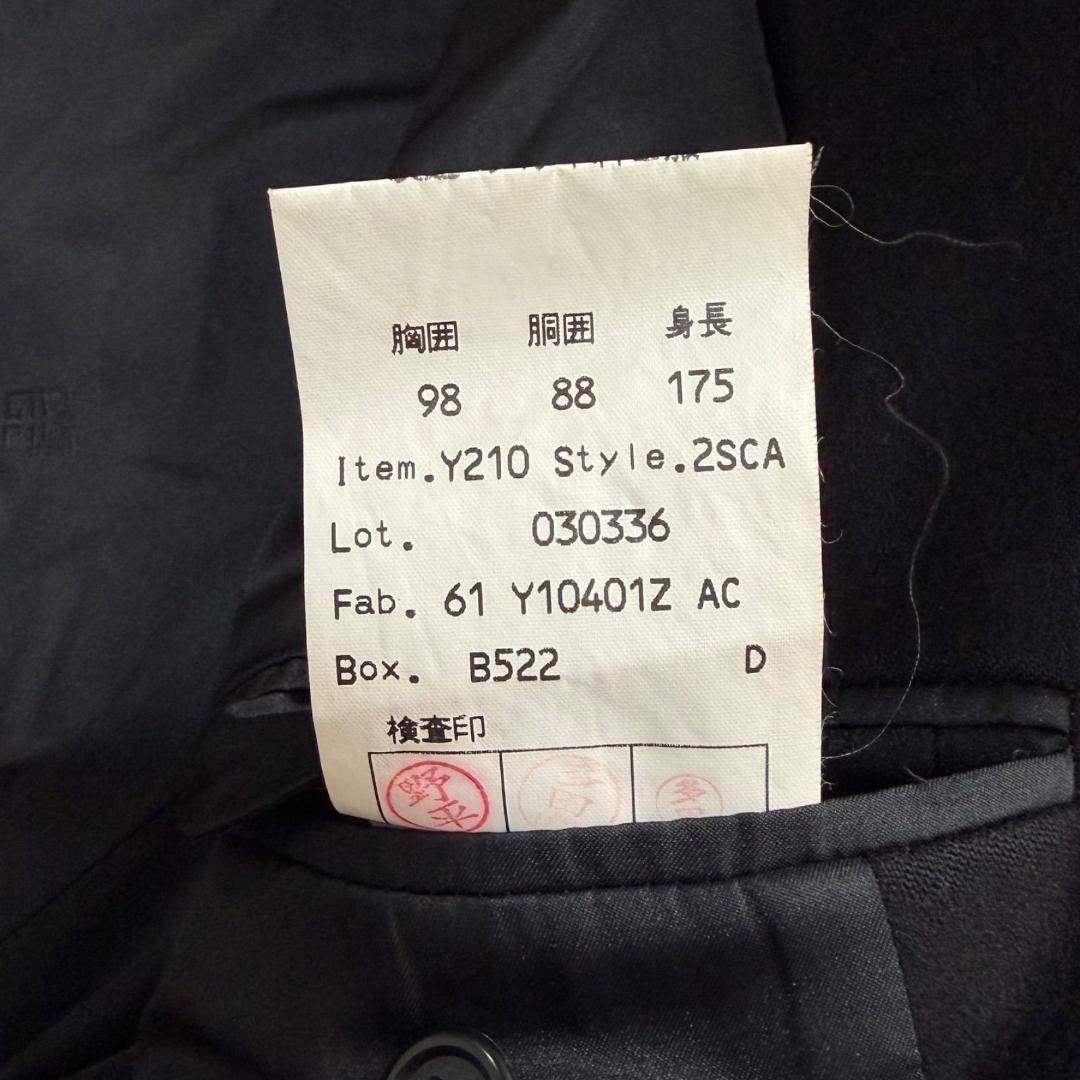 胸囲 胴囲 身長
98 88 175
Item.Y210 Style.2SCA
Lot. 030336
Fab. 61 Y10401Z AC
Box. B522 D
検査印